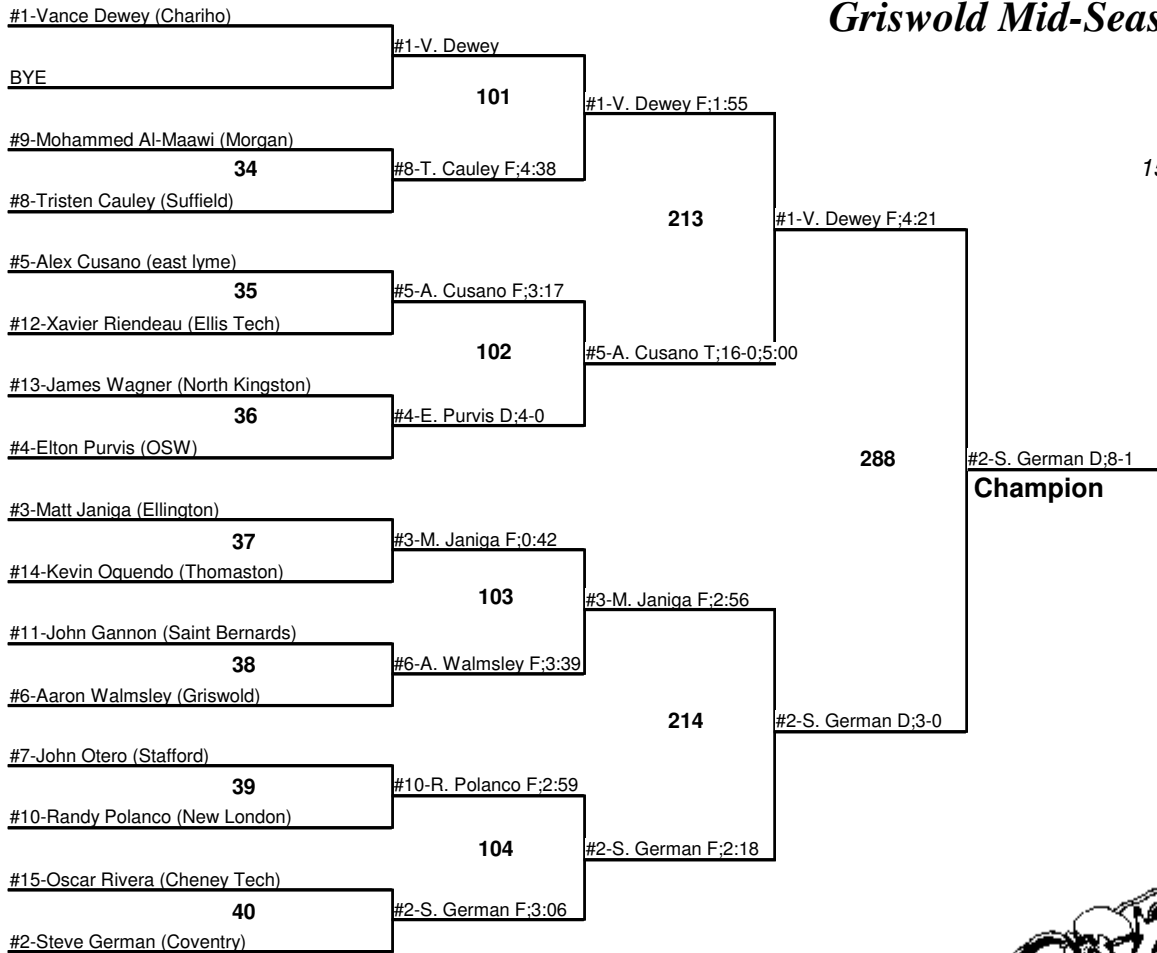 Griswold Mid-Seas
#1-Vance Dewey (Chariho)
#1-V. Dewey
BYE
101
#1-V. Dewey F;1:55
#9-Mohammed Al-Maawi (Morgan)
34
#8-T. Cauley F;4:38
15
#8-Tristen Cauley (Suffield)
213
#1-V. Dewey F;4:21
#5-Alex Cusano (east lyme)
35
#5-A. Cusano F;3:17
#12-Xavier Riendeau (Ellis Tech)
102
#5-A. Cusano T;16-0;5:00
#13-James Wagner (North Kingston)
36
#4-E. Purvis D;4-0
#4-Elton Purvis (OSW)
288
#2-S. German D;8-1
Champion
#3-Matt Janiga (Ellington)
37
#3-M. Janiga F;0:42
#14-Kevin Oquendo (Thomaston)
103
#3-M. Janiga F;2:56
#11-John Gannon (Saint Bernards)
38
#6-A. Walmsley F;3:39
#6-Aaron Walmsley (Griswold)
214
#2-S. German D;3-0
#7-John Otero (Stafford)
39
#10-R. Polanco F;2:59
#10-Randy Polanco (New London)
104
#2-S. German F;2:18
#15-Oscar Rivera (Cheney Tech)
40
#2-S. German F;3:06
#2-Steve German (Coventry)